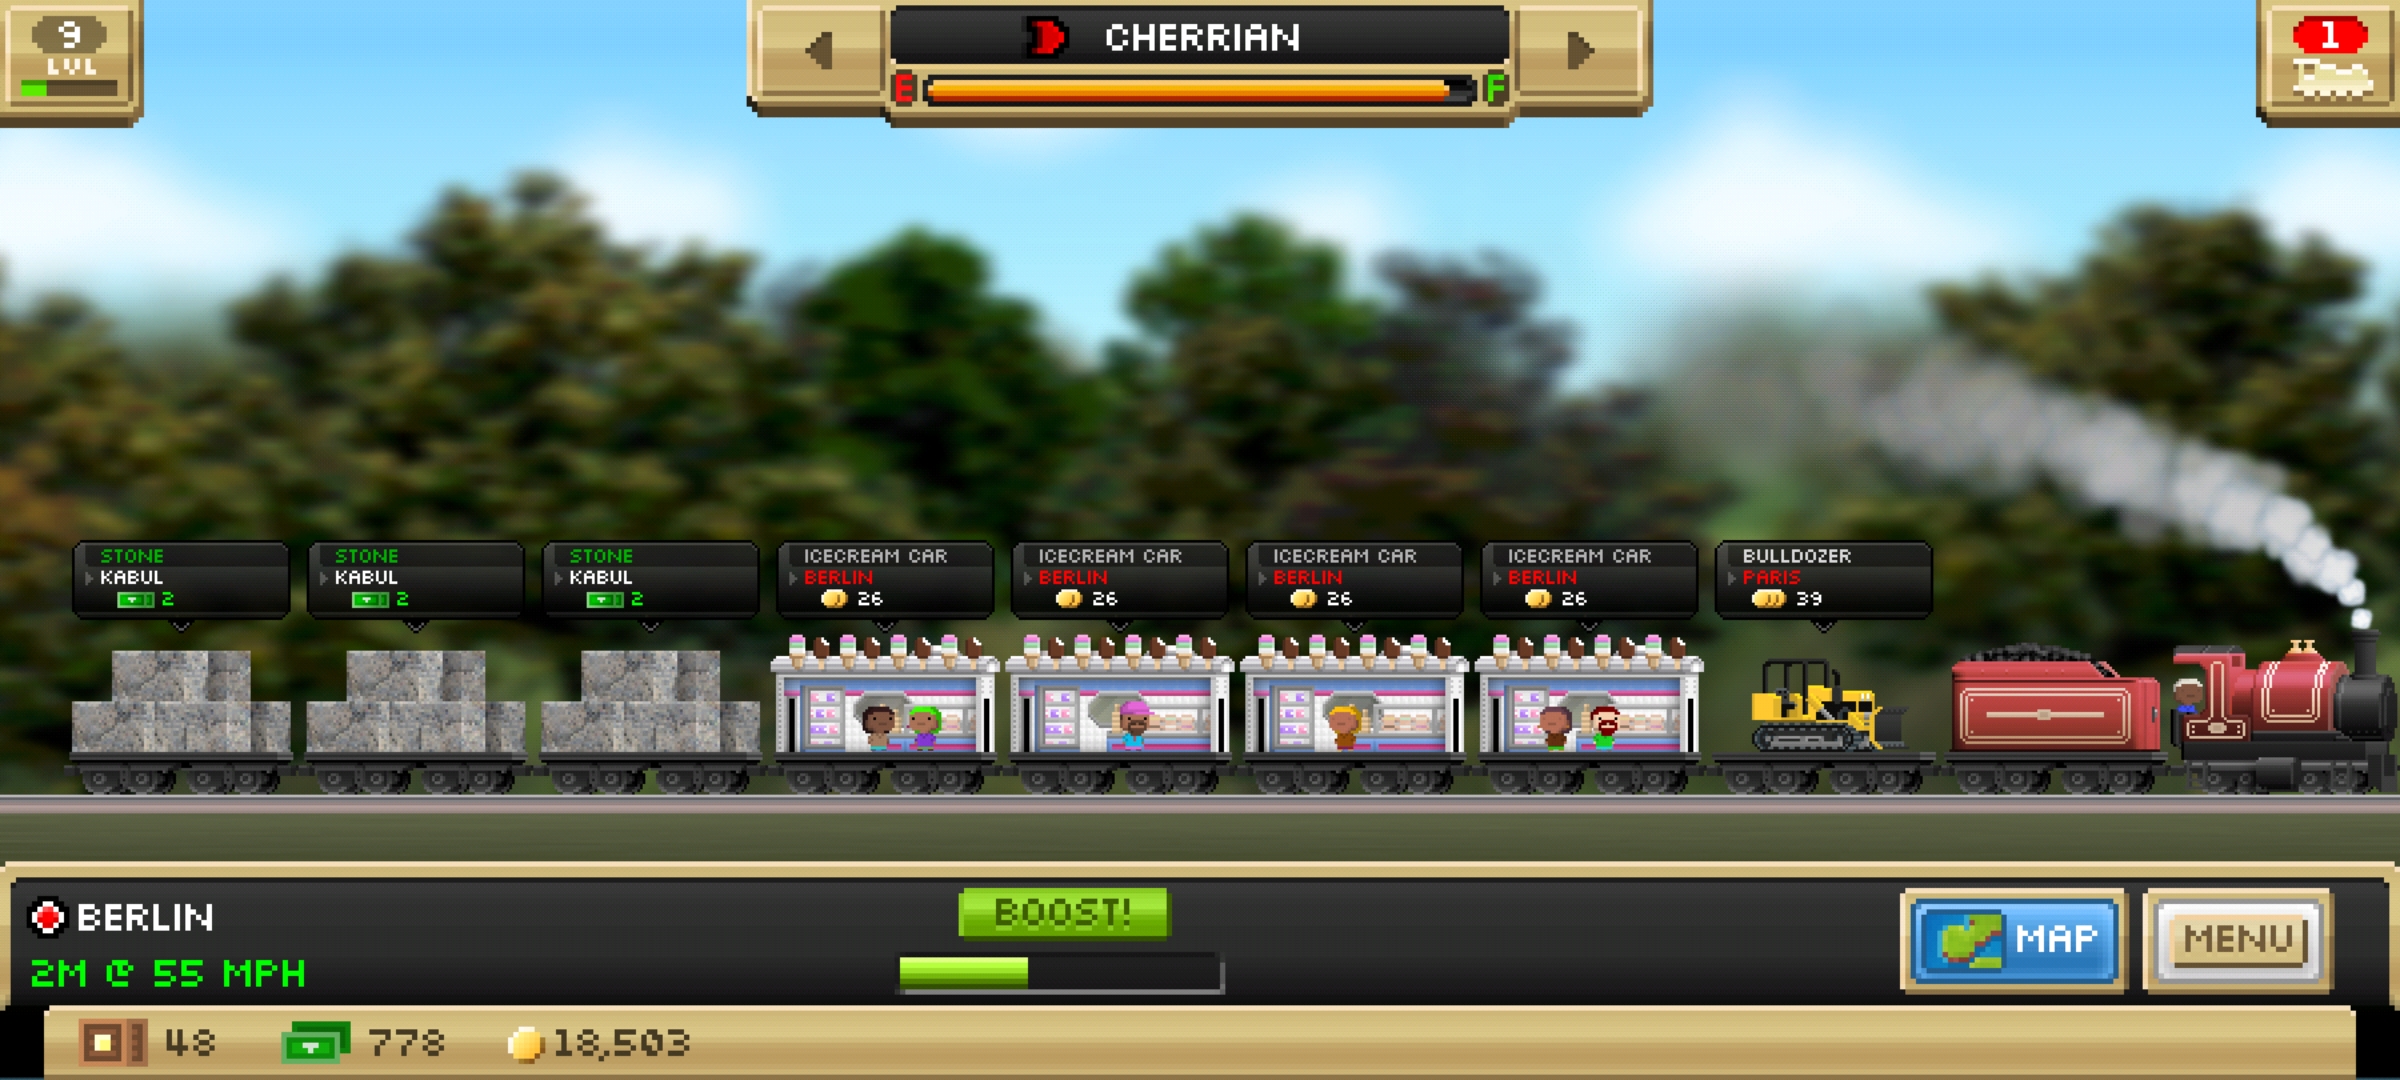 9
LVL
CHERRIAN
E F
1
STONE
KABUL
2
STONE
KABUL
2
STONE
KABUL
2
ICECREAM CAR
BERLIN
26
ICECREAM CAR
BERLIN
26
ICECREAM CAR
BERLIN
26
ICECREAM CAR
BERLIN
26
BULLDOZER
PARIS
39
BERLIN
2M @ 55 MPH
BOOST!
MAP
MENU
48
778
18,503